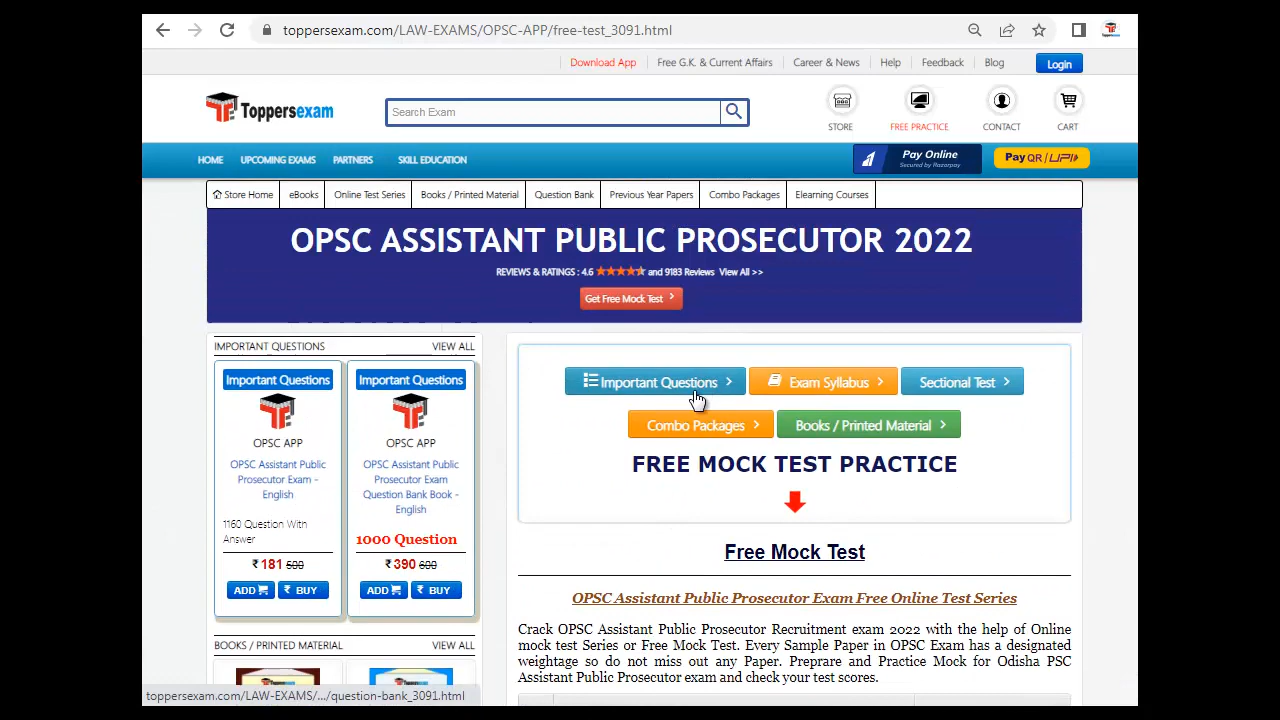 toppersexam.com/LAW-EXAMS/OPSC-APP/free-test_3091.html
Download App
Free G.K. & Current Affairs
Career & News
Help
Feedback
Blog
Login
Toppersexam
Search Exam
STORE
FREE PRACTICE
CONTACT
CART
HOME
UPCOMING EXAMS
PARTNERS
SKILL EDUCATION
Pay Online
Secured by Razorpay
Pay QR / UPI
Store Home
eBooks
Online Test Series
Books / Printed Material
Question Bank
Previous Year Papers
Combo Packages
Elearning Courses
OPSC ASSISTANT PUBLIC PROSECUTOR 2022
REVIEWS & RATINGS : 4.6 and 9183 Reviews View All >>
Get Free Mock Test
IMPORTANT QUESTIONS VIEW ALL
Important Questions
OPSC APP
OPSC Assistant Public
Prosecutor Exam -
English
1160 Question With
Answer
₹ 181 500
ADD
₹ BUY
Important Questions
OPSC APP
OPSC Assistant Public
Prosecutor Exam
Question Bank Book -
English
1000 Question
₹ 390 600
ADD
₹ BUY
BOOKS / PRINTED MATERIAL VIEW ALL
Important Questions
Exam Syllabus
Sectional Test
Combo Packages
Books / Printed Material
FREE MOCK TEST PRACTICE
Free Mock Test
OPSC Assistant Public Prosecutor Exam Free Online Test Series
Crack OPSC Assistant Public Prosecutor Recruitment exam 2022 with the help of Online
mock test Series or Free Mock Test. Every Sample Paper in OPSC Exam has a designated
weightage so do not miss out any Paper. Preprare and Practice Mock for Odisha PSC
Assistant Public Prosecutor exam and check your test scores.
toppersexam.com/LAW-EXAMS/.../question-bank_3091.html